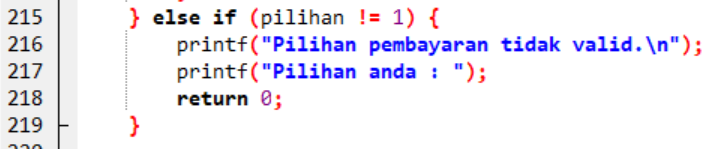 215 } else if (pilihan != 1) {
216 printf("Pilihan pembayaran tidak valid.\n");
217 printf("Pilihan anda : ");
218 return 0;
219 }